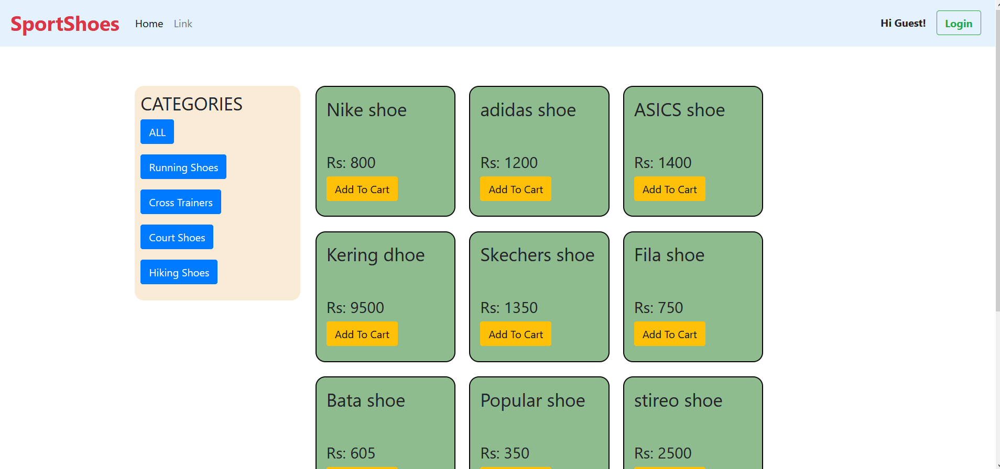 SportShoes
Home
Link
Hi Guest!
Login
CATEGORIES
ALL
Running Shoes
Cross Trainers
Court Shoes
Hiking Shoes
Nike shoe
Rs: 800
Add To Cart
adidas shoe
Rs: 1200
Add To Cart
ASICS shoe
Rs: 1400
Add To Cart
Kering dhoe
Rs: 9500
Add To Cart
Skechers shoe
Rs: 1350
Add To Cart
Fila shoe
Rs: 750
Add To Cart
Bata shoe
Rs: 605
Popular shoe
Rs: 350
stireo shoe
Rs: 2500